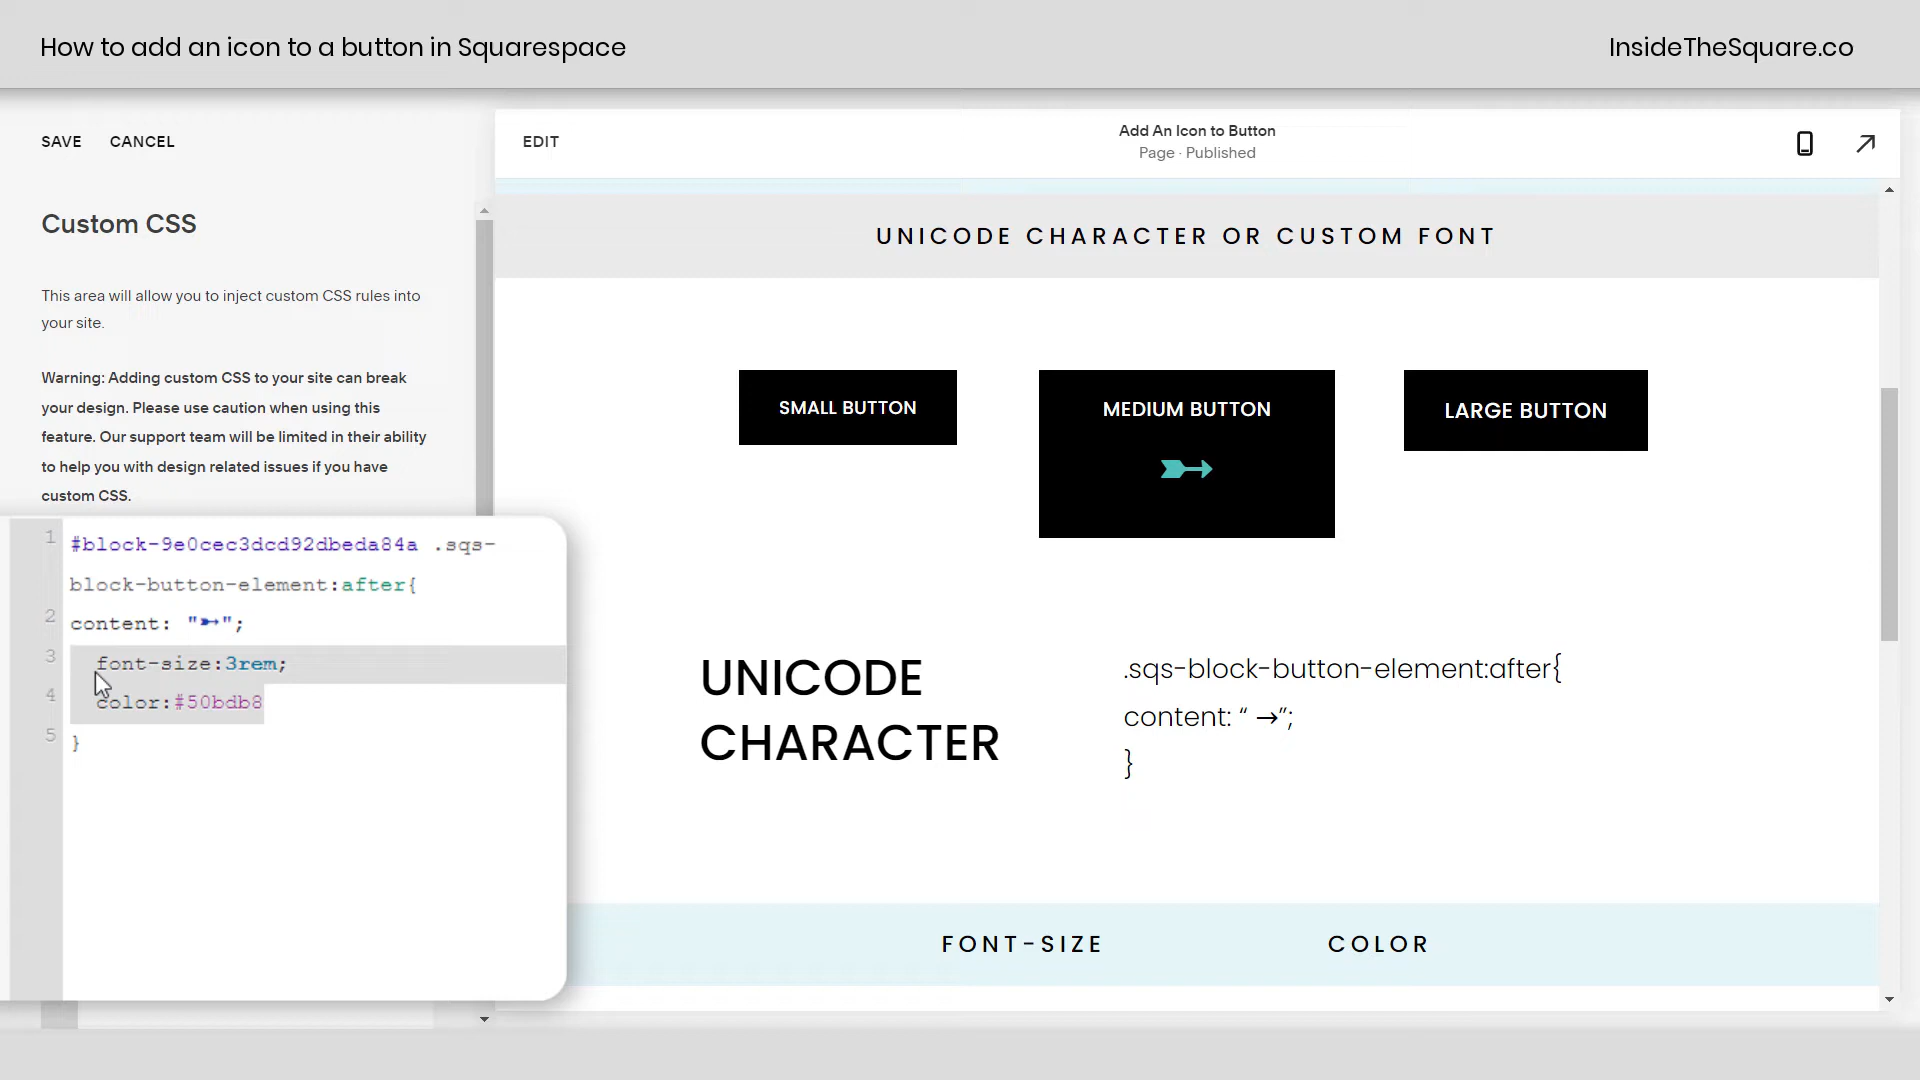 How to add an icon to a button in Squarespace
InsideTheSquare.co
SAVE CANCEL
EDIT
Add An Icon to Button
Page · Published
Custom CSS
This area will allow you to inject custom CSS rules into
your site.
Warning: Adding custom CSS to your site can break
your design. Please use caution when using this
feature. Our support team will be limited in their ability
to help you with design related issues if you have
custom CSS.
1 #block-9e0cec3dcd92dbeda84a .sqs-
block-button-element:after{
2 content: "➳";
3 font-size:3rem;
4 color:#50bdb8
5 }
UNICODE CHARACTER OR CUSTOM FONT
SMALL BUTTON
MEDIUM BUTTON
➳
LARGE BUTTON
UNICODE
CHARACTER
.sqs-block-button-element:after{
content: “ →”;
}
FONT-SIZE
COLOR